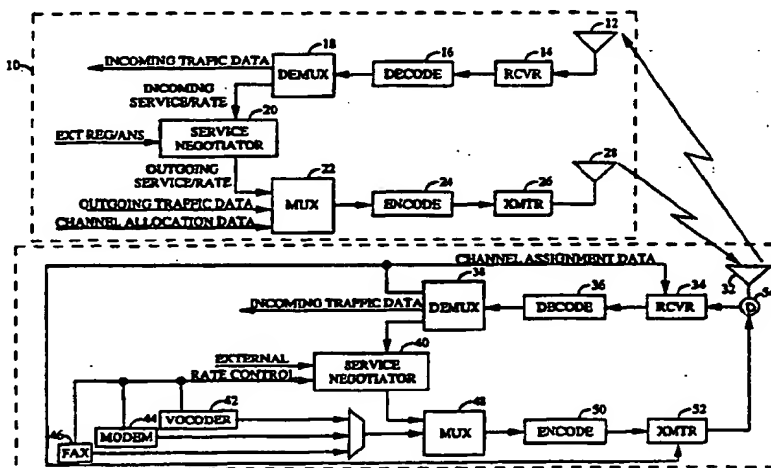 12
18
16
14
INCOMING TRAFIC DATA
DEMUX
DECODE
RCVR
10
INCOMING
SERVICE/RATE
20
EXT REG/ANS
SERVICE
NEGOTIATOR
28
OUTGOING
SERVICE/RATE
22
24
26
OUTGOING TRAFFIC DATA
MUX
ENCODE
XMTR
CHANNEL ALLOCATION DATA
CHANNEL ASSIGNMENT DATA
38
36
34
32
54
INCOMING TRAFFIC DATA
DEMUX
DECODE
RCVR
D
40
EXTERNAL
RATE CONTROL
SERVICE
NEGOTIATOR
42
VOCODER
44
MODEM
46
FAX
48
50
52
MUX
ENCODE
XMTR